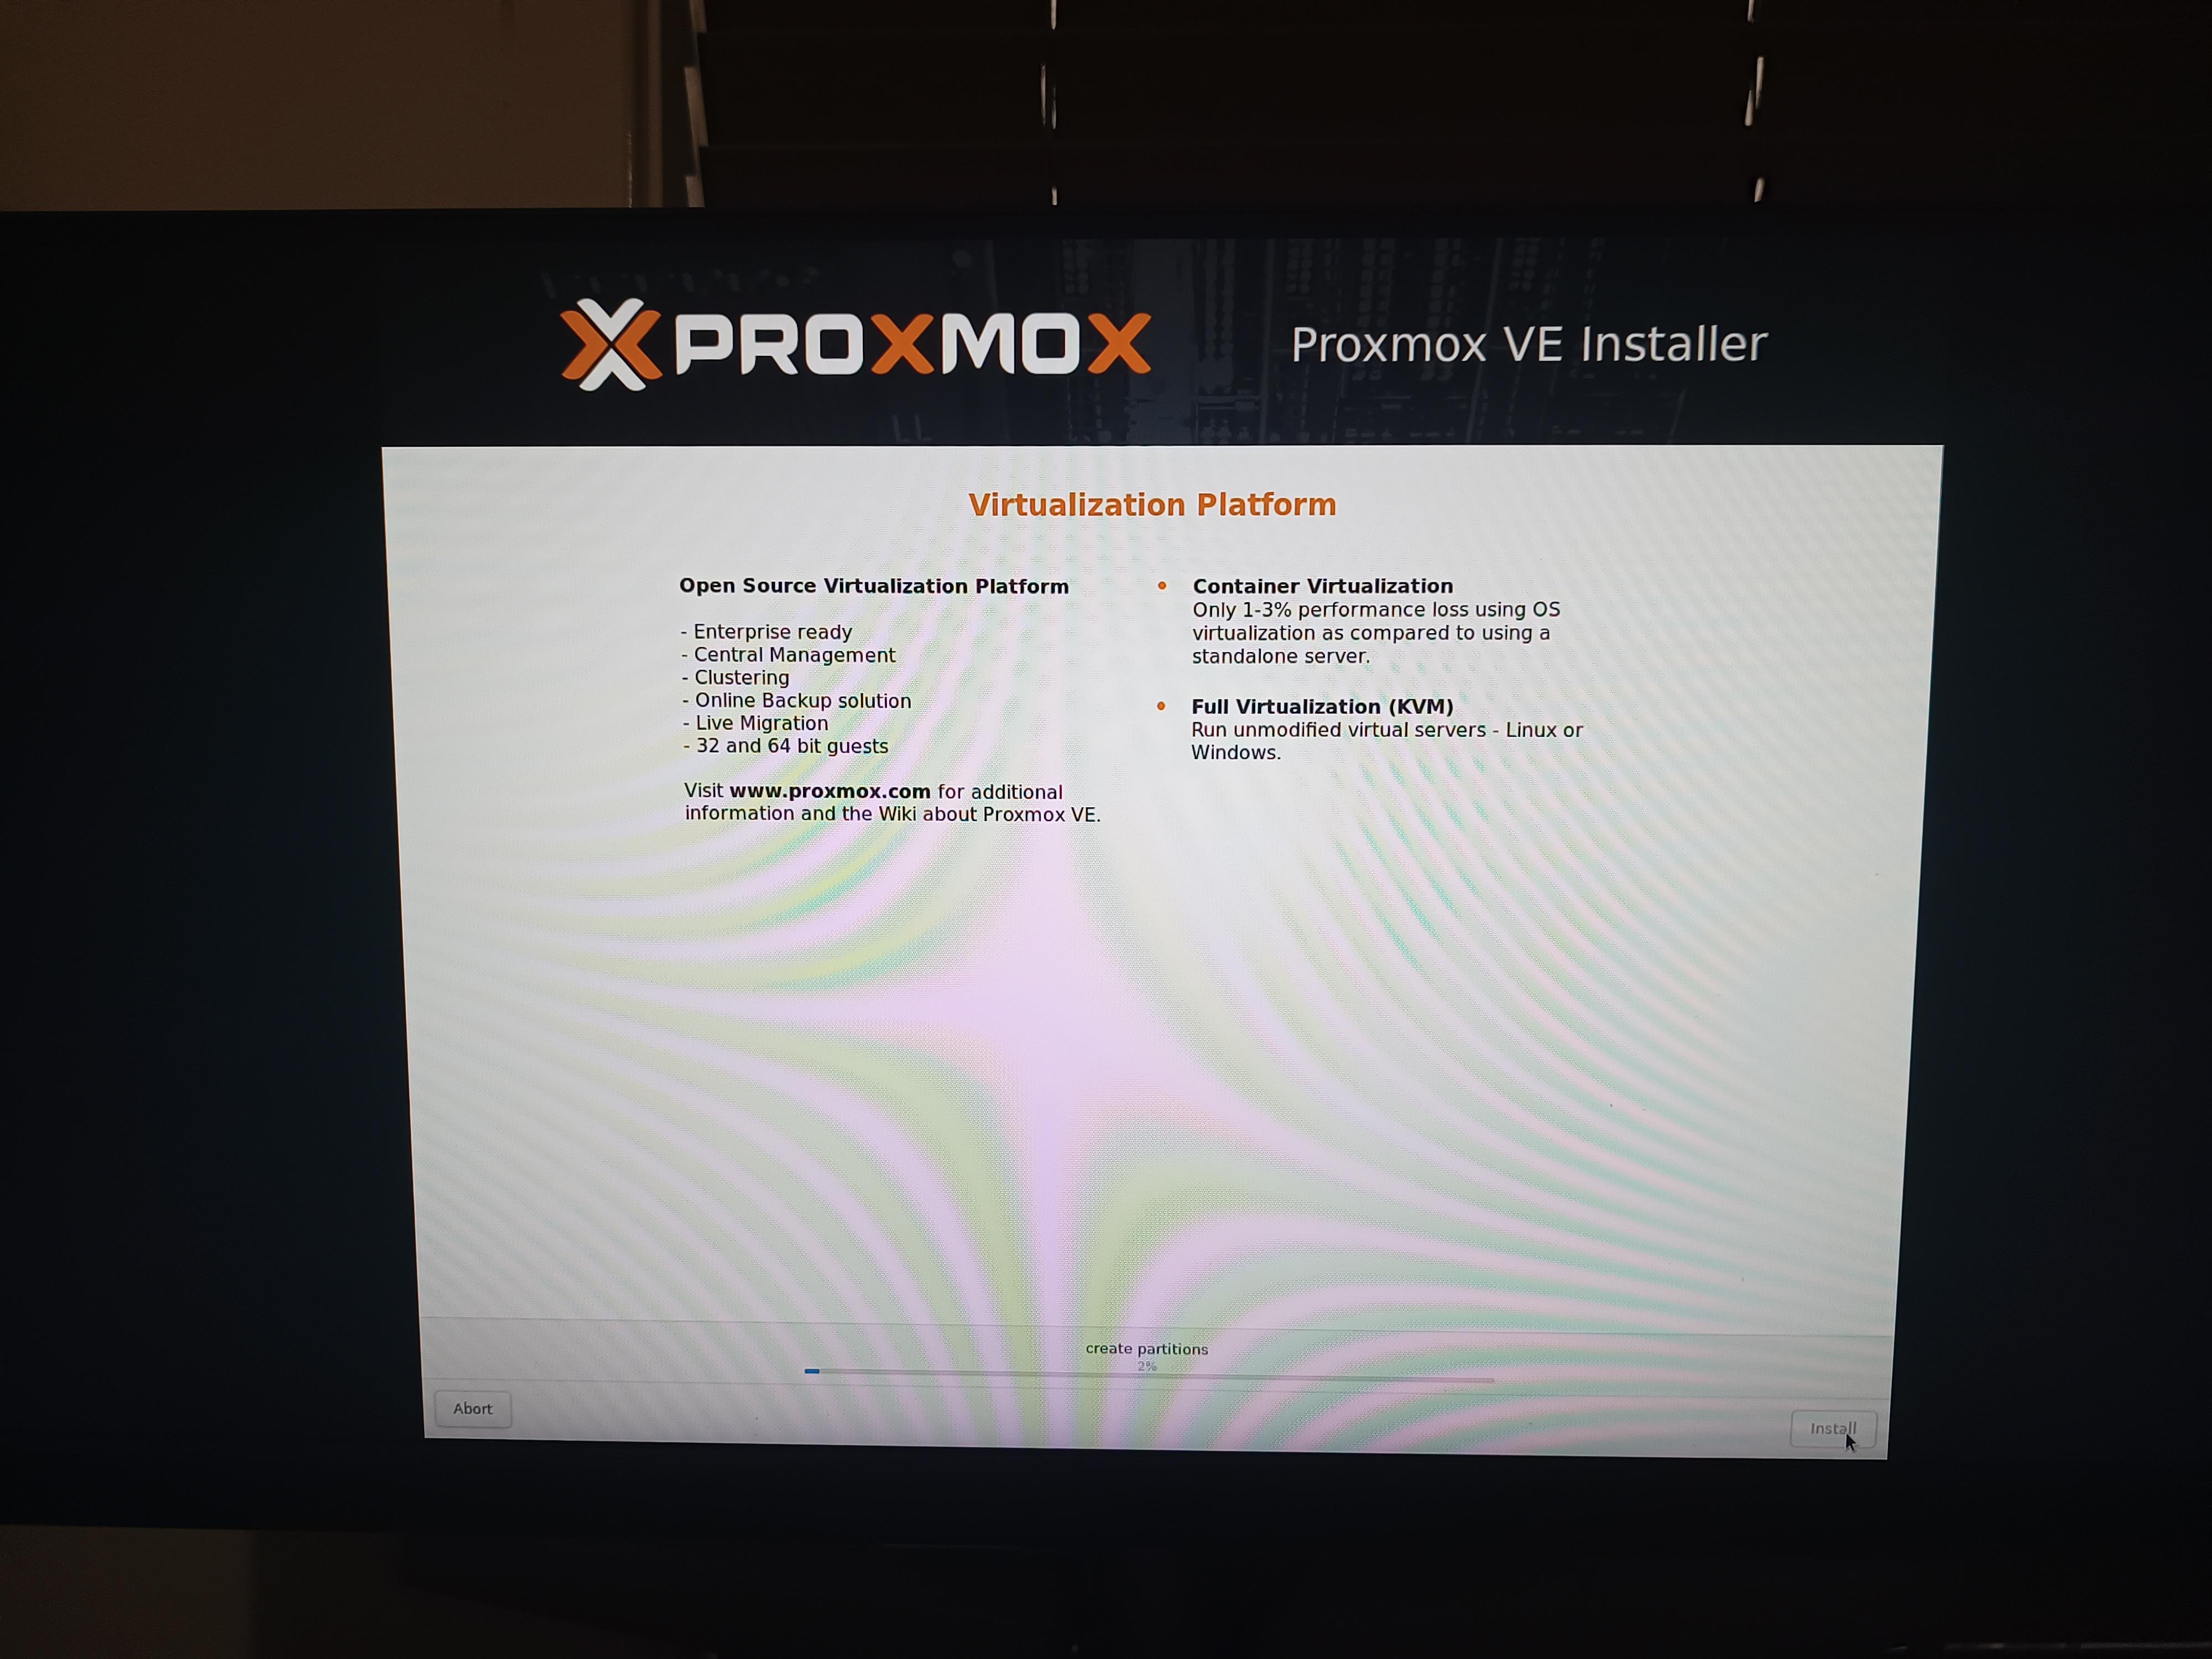 PROXMOX
Proxmox VE Installer
Virtualization Platform
Open Source Virtualization Platform
- Enterprise ready
- Central Management
- Clustering
- Online Backup solution
- Live Migration
- 32 and 64 bit guests
Visit www.proxmox.com for additional
information and the Wiki about Proxmox VE.
Container Virtualization
Only 1-3% performance loss using OS
virtualization as compared to using a
standalone server.
Full Virtualization (KVM)
Run unmodified virtual servers - Linux or
Windows.
create partitions
2%
Abort
Install